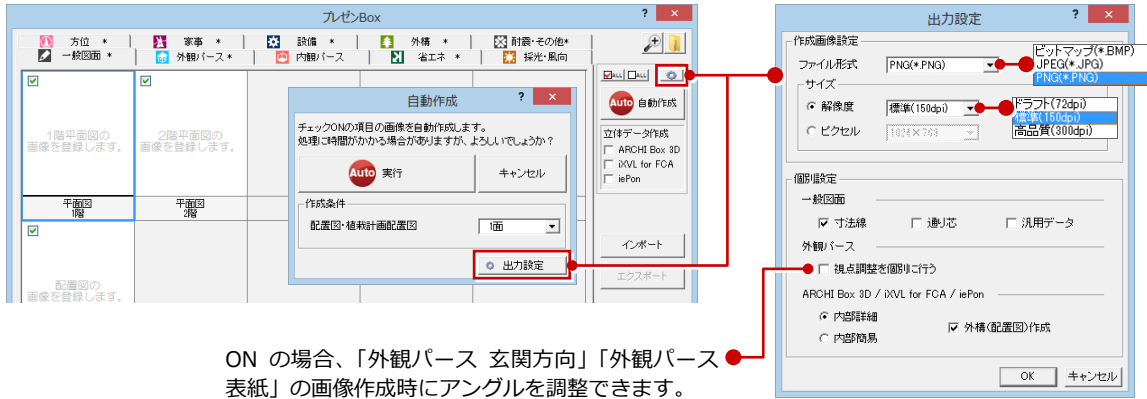 プレゼンBox
方位 *
家事 *
設備 *
外構 *
耐震・その他*
一般図面 *
外観パース *
内観パース
省エネ *
採光・風向
1階平面図の
画像を登録します。
2階平面図の
画像を登録します。
平面図
1階
平面図
2階
配置図の
画像を登録します。
ALL
ALL
Auto 自動作成
立体データ作成
ARCHI Box 3D
iXVL for FCA
iePon
インポート
エクスポート
自動作成
チェックONの項目の画像を自動作成します。
処理に時間がかかる場合がありますが、よろしいでしょうか？
Auto 実行
キャンセル
作成条件
配置図・植栽計画配置図
1面
出力設定
出力設定
作成画像設定
ファイル形式
PNG(*.PNG)
ビットマップ(*.BMP)
JPEG(*.JPG)
PNG(*.PNG)
サイズ
解像度
標準(150dpi)
ドラフト(72dpi)
標準(150dpi)
高品質(300dpi)
ピクセル
1024×768
個別設定
一般図面
寸法線
通り芯
汎用データ
外観パース
視点調整を個別に行う
ARCHI Box 3D / iXVL for FCA / iePon
内部詳細
内部簡易
外構(配置図)作成
OK
キャンセル
ON の場合、「外観パース 玄関方向」「外観パース
表紙」の画像作成時にアングルを調整できます。